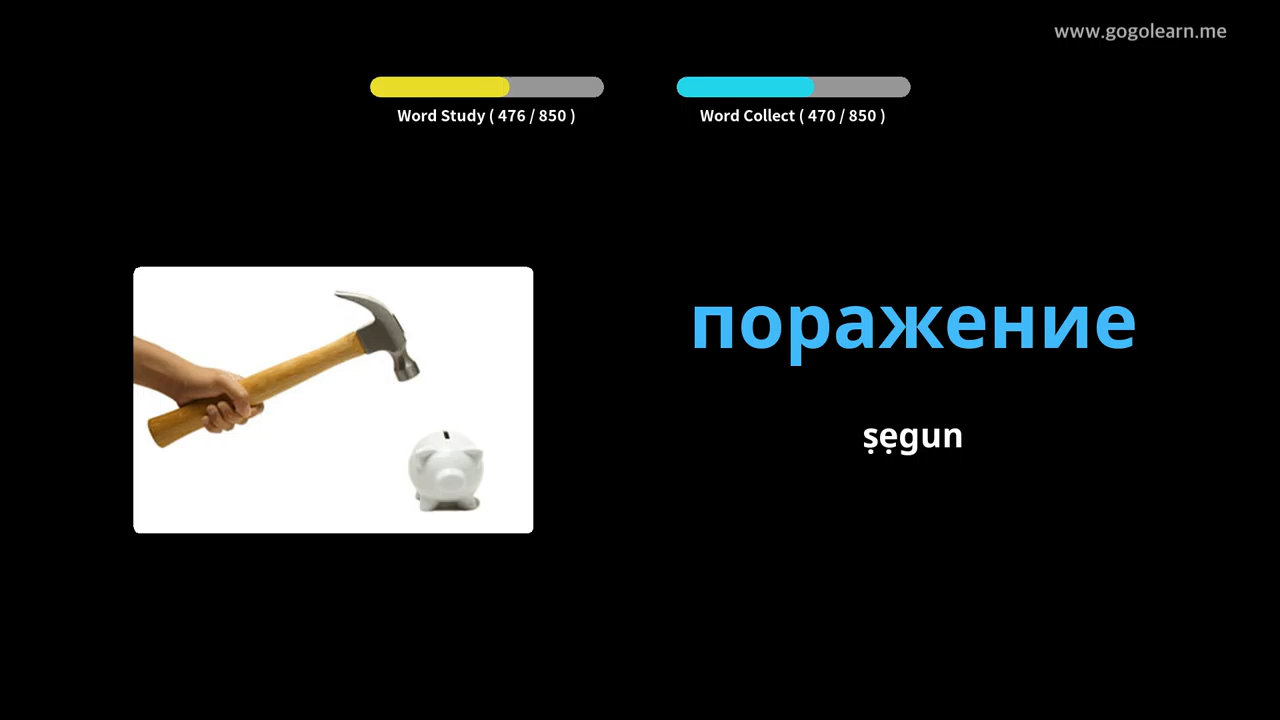 www.gogolearn.me
Word Study ( 476 / 850 )
Word Collect ( 470 / 850 )
поражение
ṣẹgun